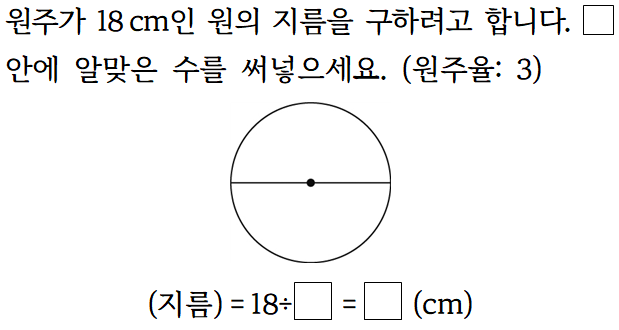 원주가 18 cm인 원의 지름을 구하려고 합니다. □
안에 알맞은 수를 써넣으세요. (원주율: 3)
(지름) = 18÷□ = □ (cm)